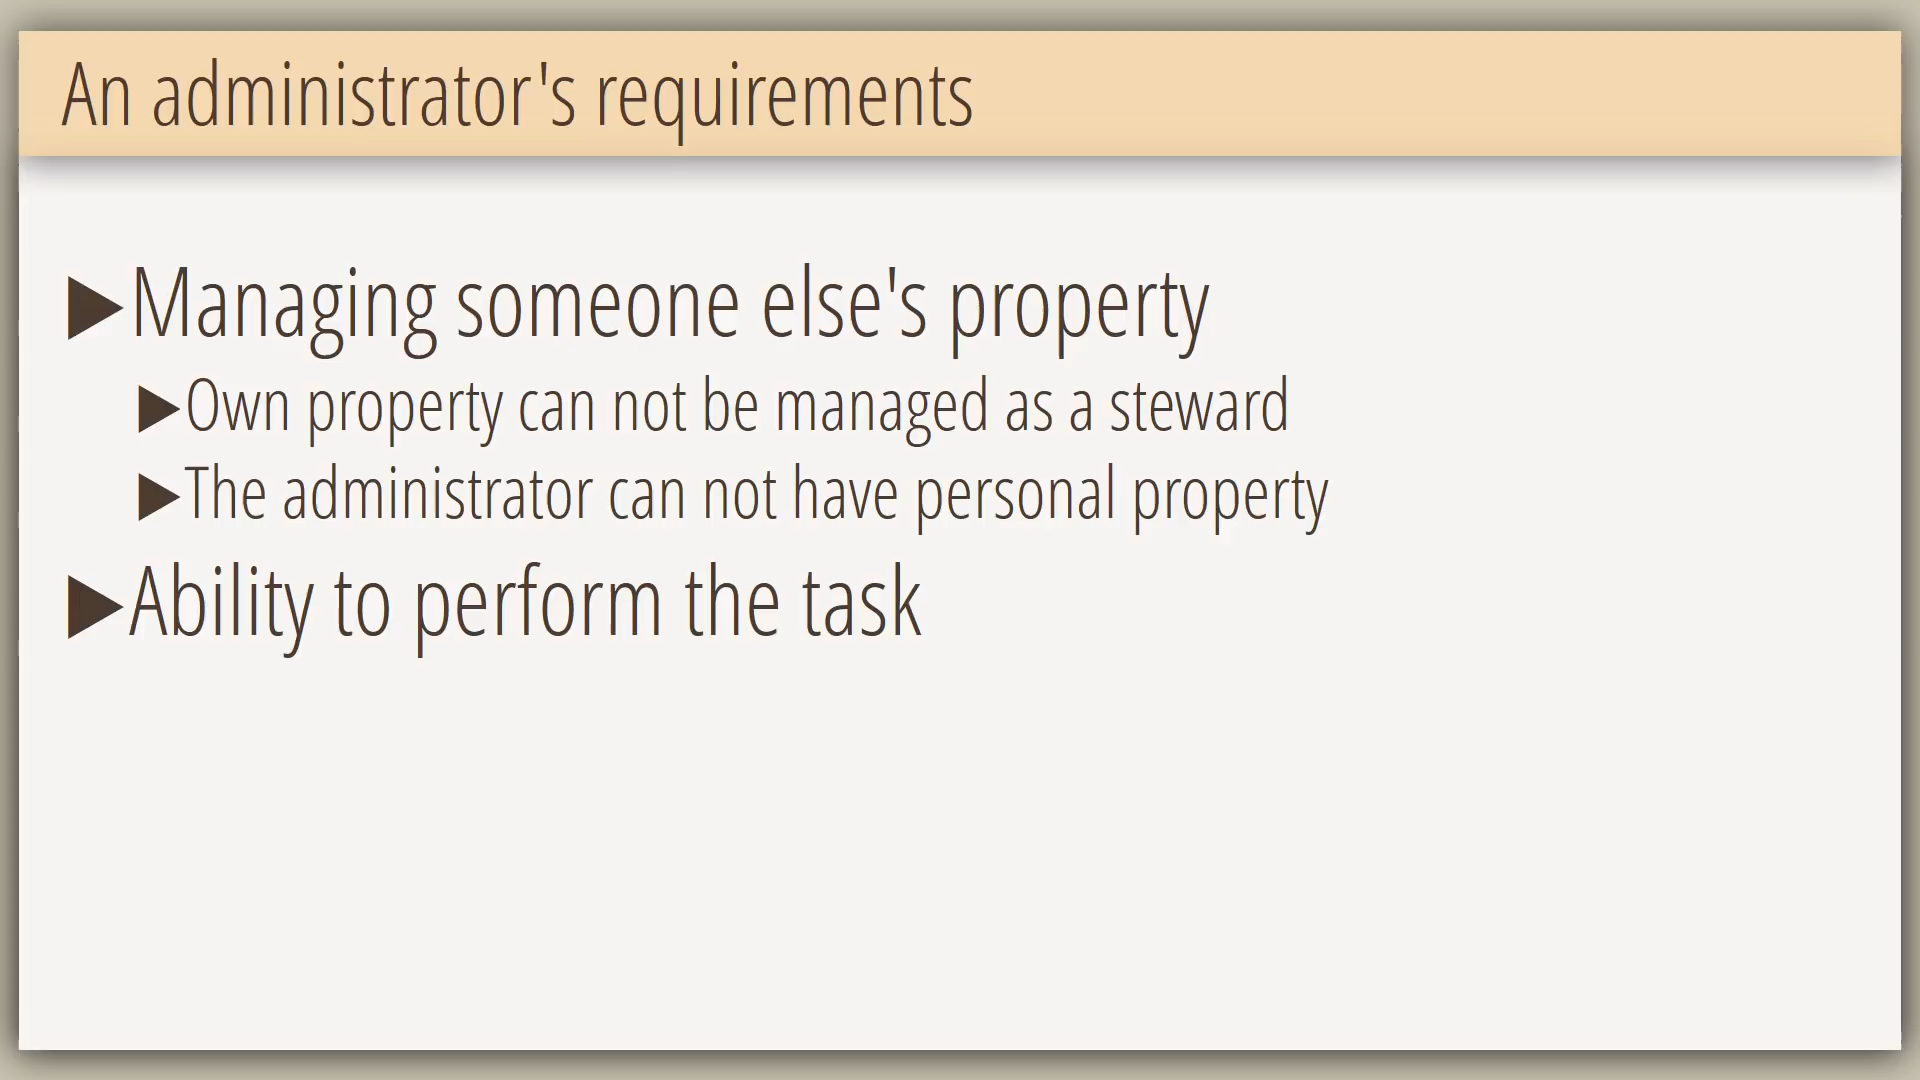 An administrator's requirements
Managing someone else's property
Own property can not be managed as a steward
The administrator can not have personal property
Ability to perform the task